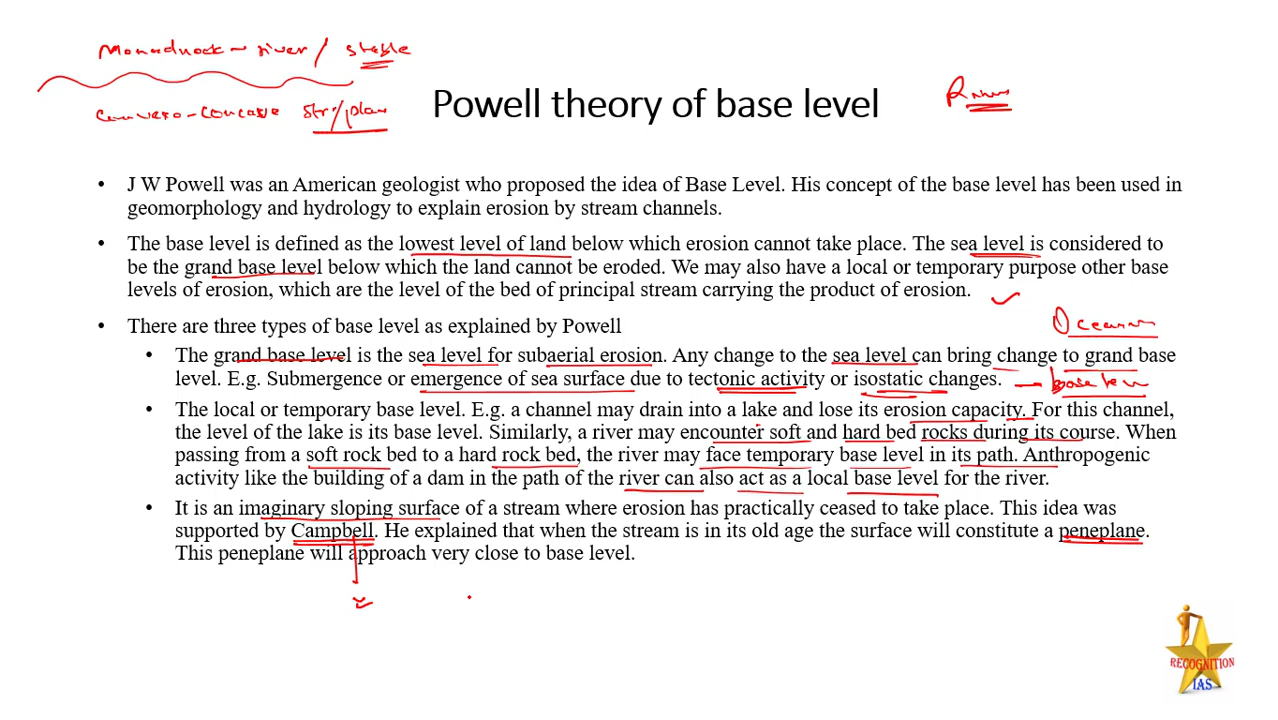 Monadnock ~ river / stable
Convexo-concave str/plan
Powell theory of base level
• J W Powell was an American geologist who proposed the idea of Base Level. His concept of the base level has been used in
geomorphology and hydrology to explain erosion by stream channels.
• The base level is defined as the lowest level of land below which erosion cannot take place. The sea level is considered to
be the grand base level below which the land cannot be eroded. We may also have a local or temporary purpose other base
levels of erosion, which are the level of the bed of principal stream carrying the product of erosion.
• There are three types of base level as explained by Powell
• The grand base level is the sea level for subaerial erosion. Any change to the sea level can bring change to grand base
level. E.g. Submergence or emergence of sea surface due to tectonic activity or isostatic changes.
• The local or temporary base level. E.g. a channel may drain into a lake and lose its erosion capacity. For this channel,
the level of the lake is its base level. Similarly, a river may encounter soft and hard bed rocks during its course. When
passing from a soft rock bed to a hard rock bed, the river may face temporary base level in its path. Anthropogenic
activity like the building of a dam in the path of the river can also act as a local base level for the river.
• It is an imaginary sloping surface of a stream where erosion has practically ceased to take place. This idea was
supported by Campbell. He explained that when the stream is in its old age the surface will constitute a peneplane.
This peneplane will approach very close to base level.
RECOGNITION
IAS